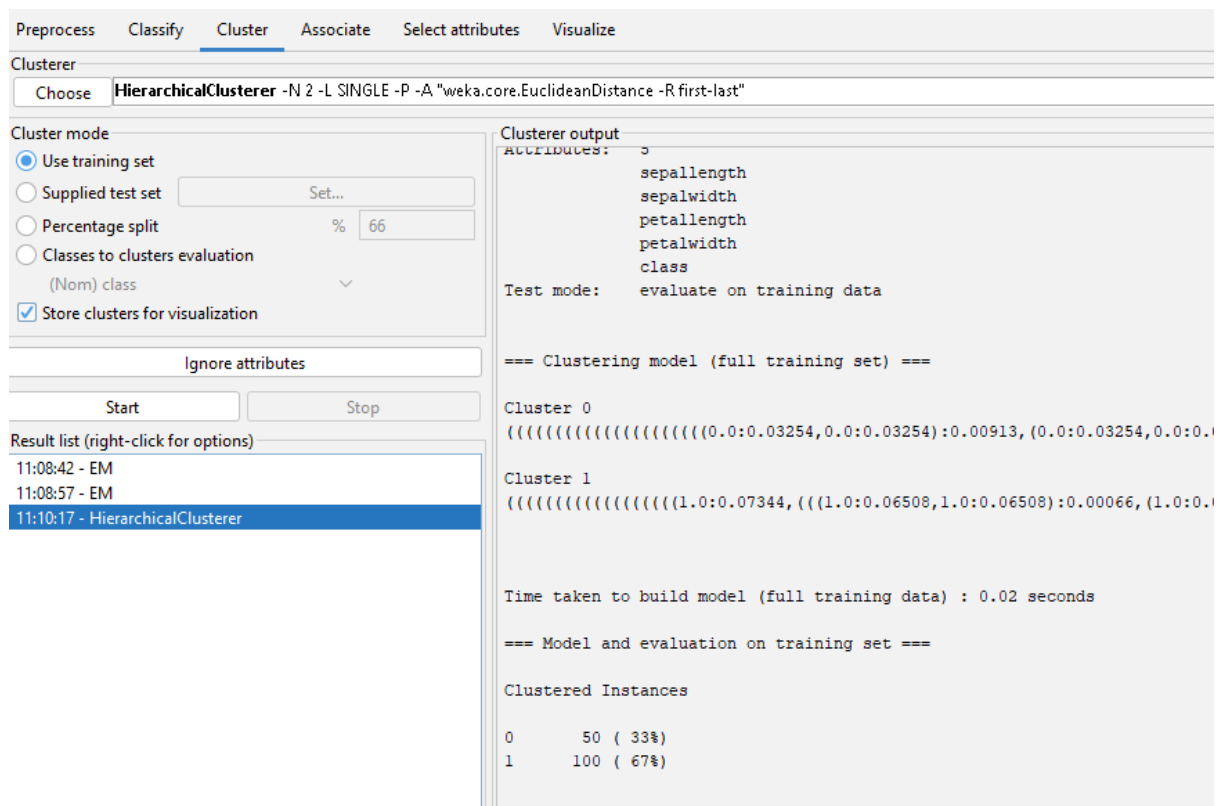 Preprocess Classify Cluster Associate Select attributes Visualize
Clusterer
Choose HierarchicalClusterer -N 2 -L SINGLE -P -A "weka.core.EuclideanDistance -R first-last"
Cluster mode
Use training set
Supplied test set Set...
Percentage split % 66
Classes to clusters evaluation
(Nom) class
Store clusters for visualization
Ignore attributes
Start Stop
Result list (right-click for options)
11:08:42 - EM
11:08:57 - EM
11:10:17 - HierarchicalClusterer
Clusterer output
Attributes: 5
sepallength
sepalwidth
petallength
petalwidth
class
Test mode: evaluate on training data
=== Clustering model (full training set) ===
Cluster 0
(((((((((((((((((((((0.0:0.03254,0.0:0.03254):0.00913,(0.0:0.03254,0.0:0.
Cluster 1
((((((((((((((((((1.0:0.07344,(((1.0:0.06508,1.0:0.06508):0.00066,(1.0:0.
Time taken to build model (full training data) : 0.02 seconds
=== Model and evaluation on training set ===
Clustered Instances
0 50 ( 33%)
1 100 ( 67%)